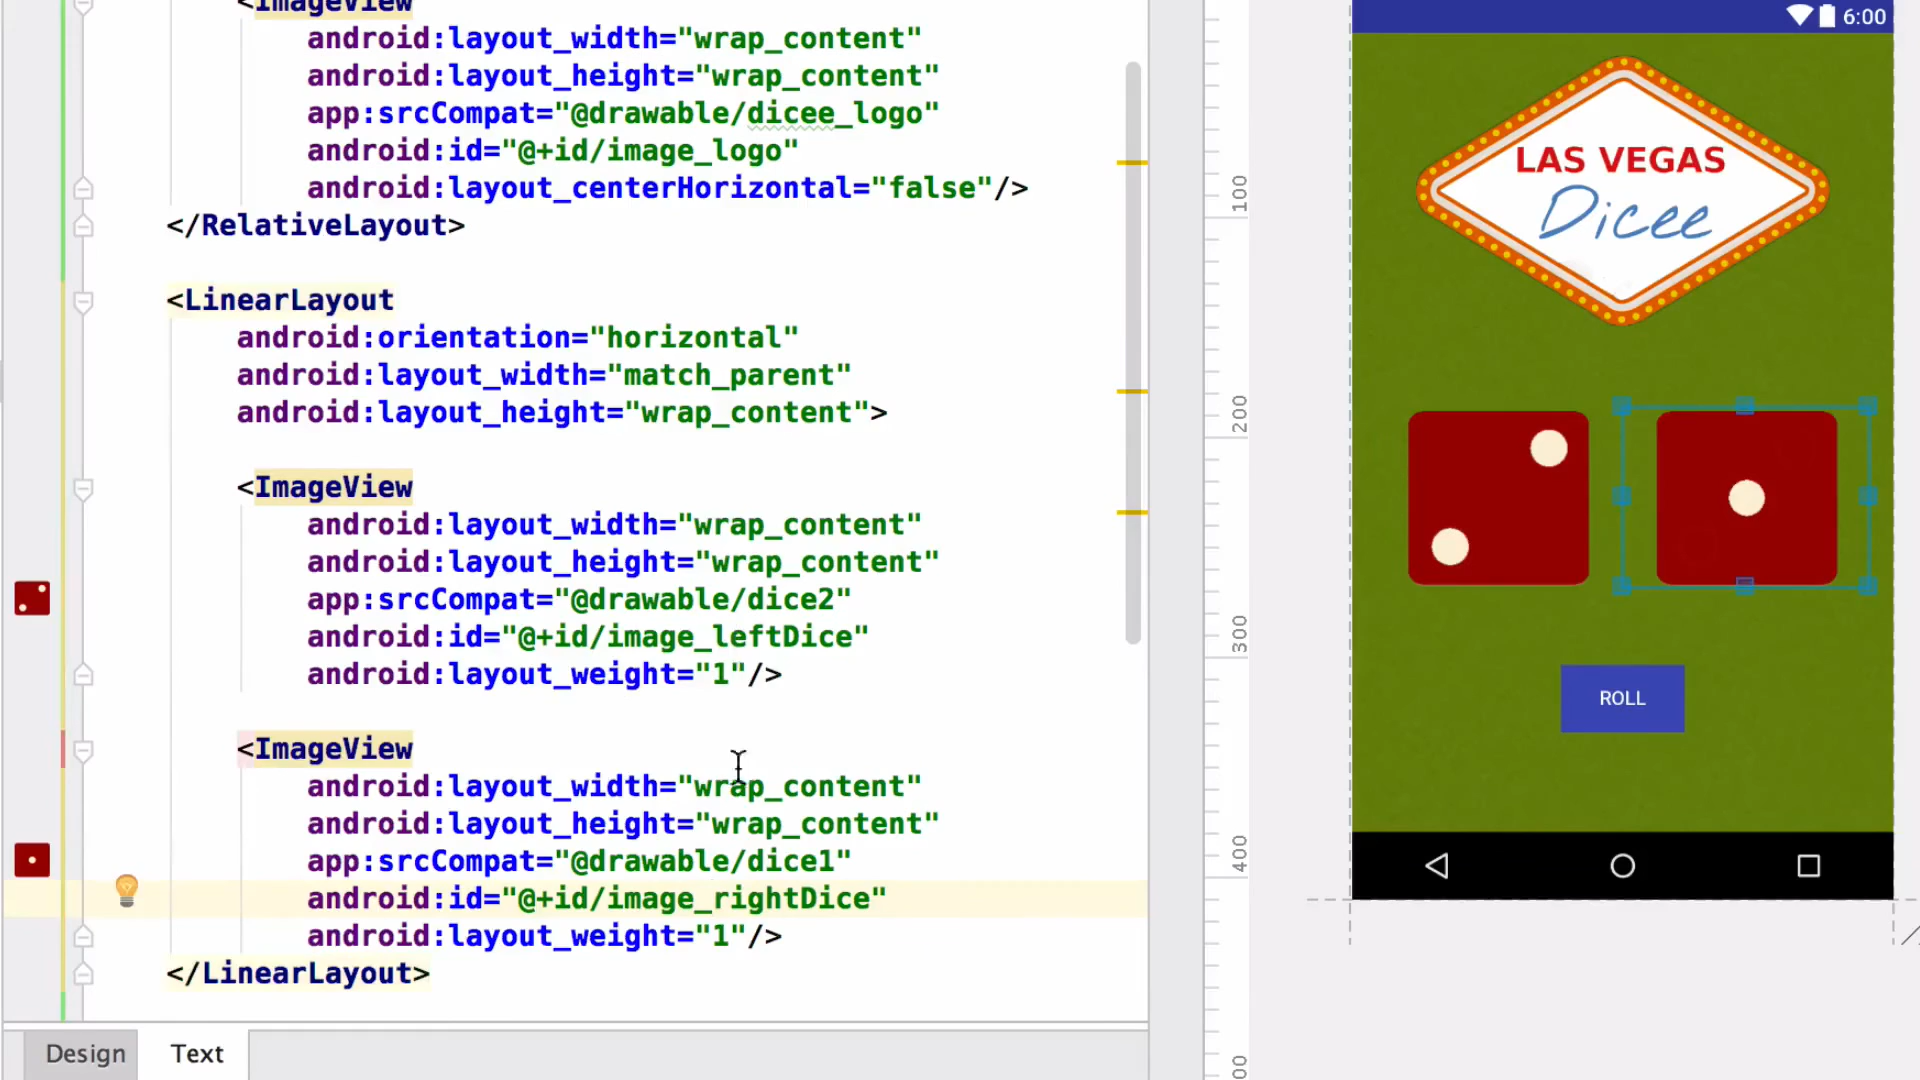 <ImageView
android:layout_width="wrap_content"
android:layout_height="wrap_content"
app:srcCompat="@drawable/dicee_logo"
android:id="@+id/image_logo"
android:layout_centerHorizontal="false"/>
</RelativeLayout>
<LinearLayout
android:orientation="horizontal"
android:layout_width="match_parent"
android:layout_height="wrap_content">
<ImageView
android:layout_width="wrap_content"
android:layout_height="wrap_content"
app:srcCompat="@drawable/dice2"
android:id="@+id/image_leftDice"
android:layout_weight="1"/>
<ImageView
android:layout_width="wrap_content"
android:layout_height="wrap_content"
app:srcCompat="@drawable/dice1"
android:id="@+id/image_rightDice"
android:layout_weight="1"/>
</LinearLayout>
Design Text
100
200
300
400
6:00
LAS VEGAS
Dicee
ROLL